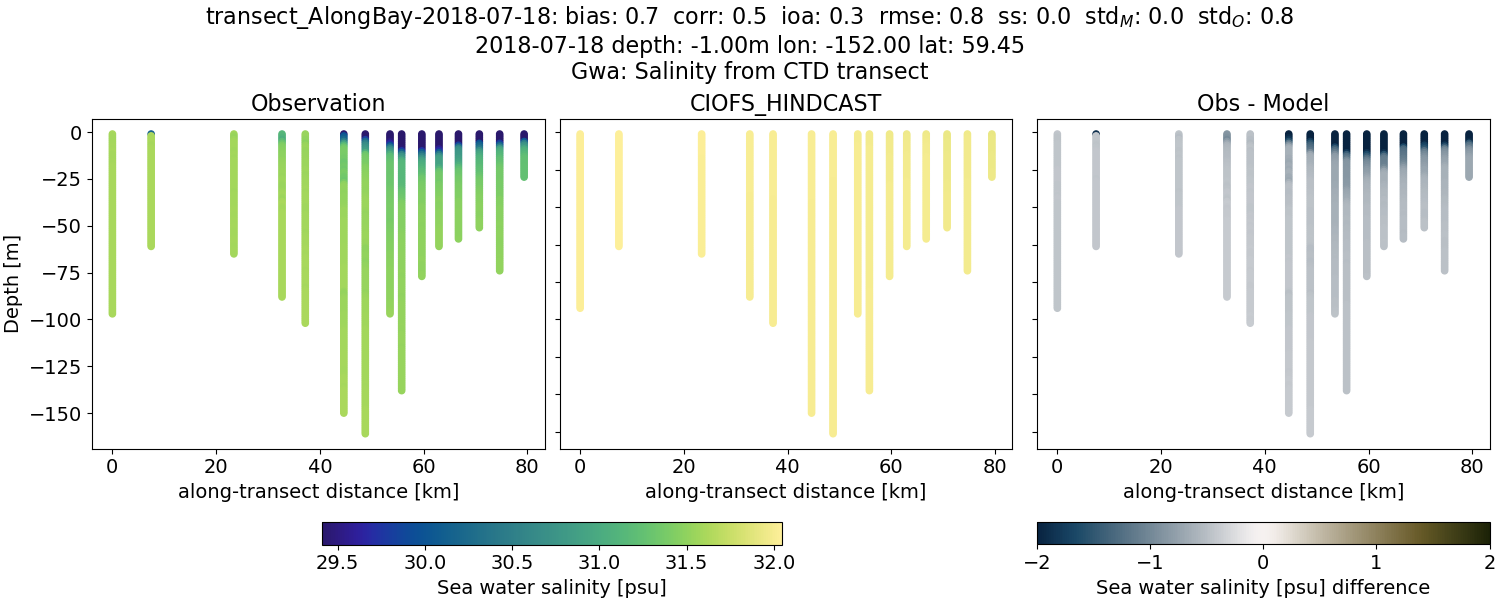 transect_AlongBay-2018-07-18: bias: 0.7 corr: 0.5 ioa: 0.3 rmse: 0.8 ss: 0.0 std_M: 0.0 std_O: 0.8
2018-07-18 depth: -1.00m lon: -152.00 lat: 59.45
Gwa: Salinity from CTD transect
Observation
CIOFS_HINDCAST
Obs - Model
Depth [m]
0
−25
−50
−75
−100
−125
−150
0 20 40 60 80
0 20 40 60 80
0 20 40 60 80
along-transect distance [km]
along-transect distance [km]
along-transect distance [km]
29.5 30.0 30.5 31.0 31.5 32.0
Sea water salinity [psu]
−2 −1 0 1 2
Sea water salinity [psu] difference